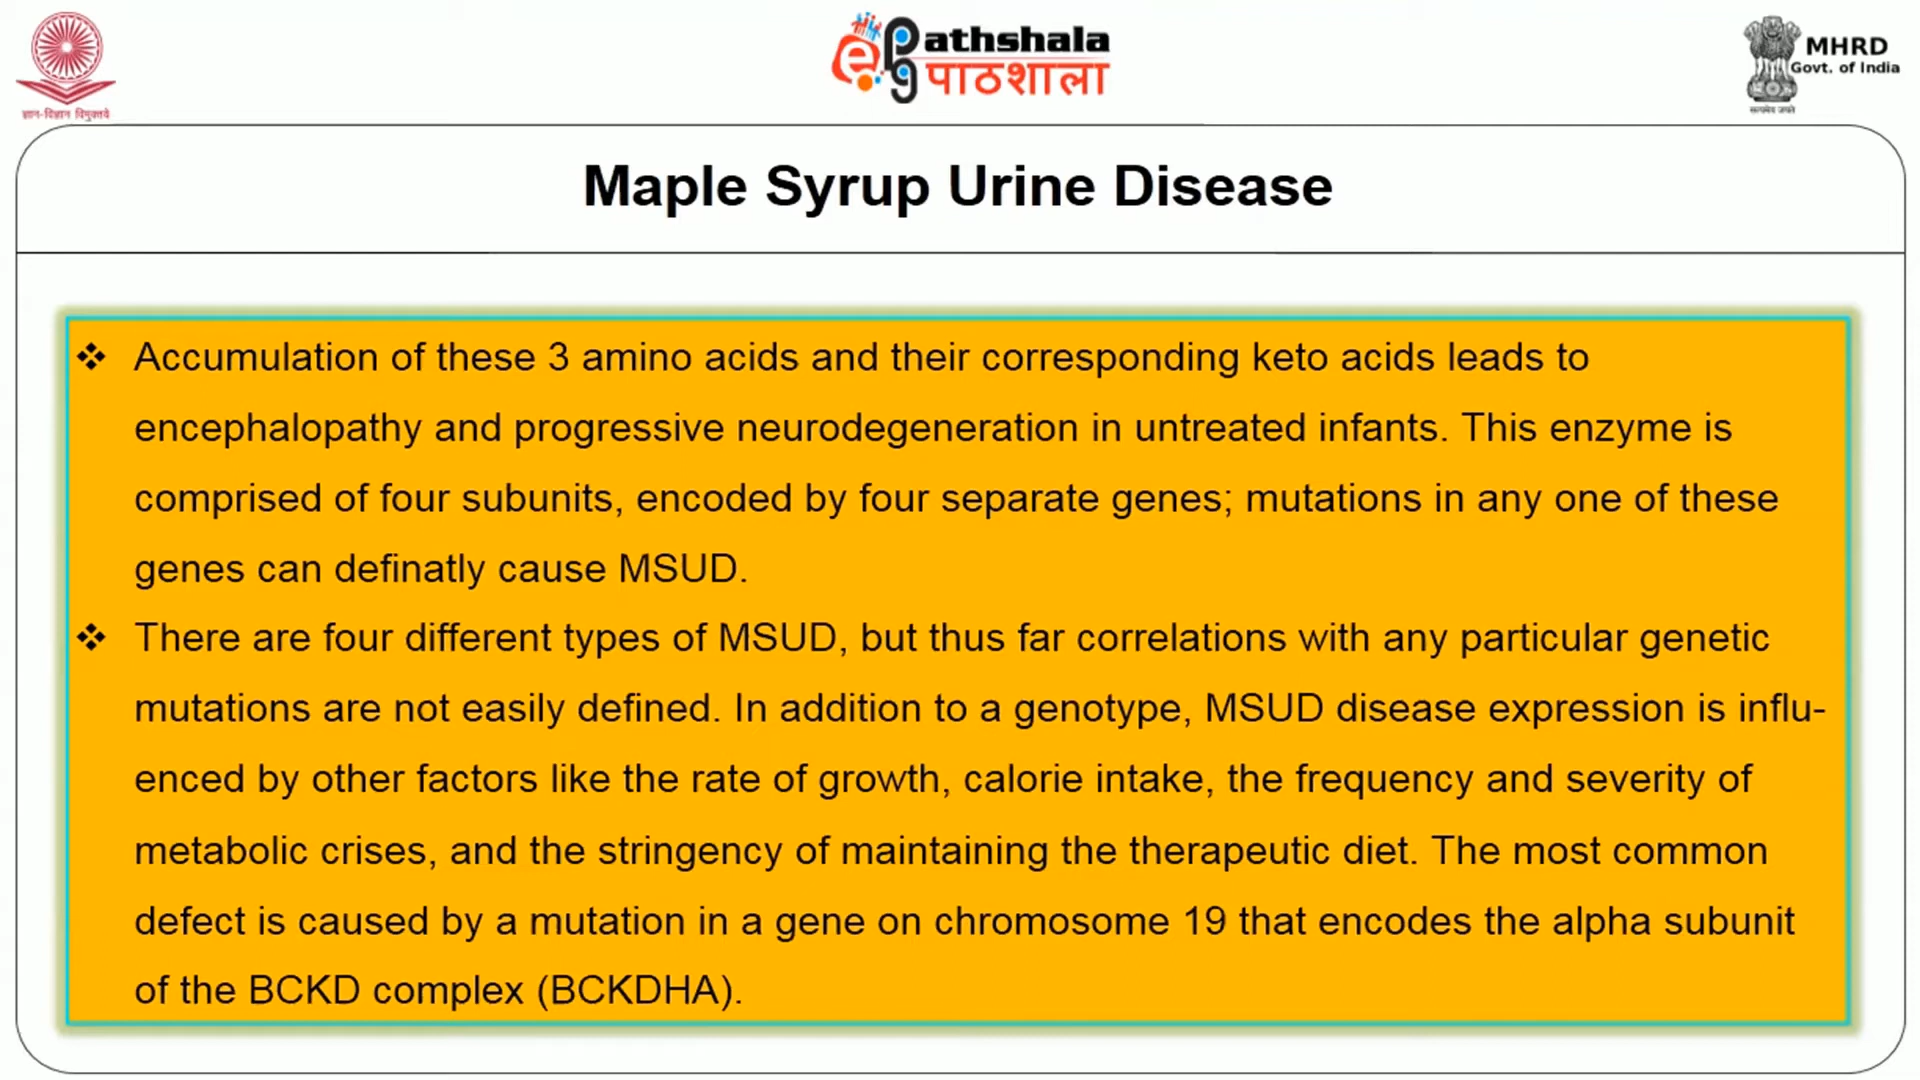 ज्ञान-विज्ञान विमुक्तये
e pg Pathshala
पाठशाला
MHRD
Govt. of India
सत्यमेव जयते
Maple Syrup Urine Disease
❖ Accumulation of these 3 amino acids and their corresponding keto acids leads to
encephalopathy and progressive neurodegeneration in untreated infants. This enzyme is
comprised of four subunits, encoded by four separate genes; mutations in any one of these
genes can definatly cause MSUD.
❖ There are four different types of MSUD, but thus far correlations with any particular genetic
mutations are not easily defined. In addition to a genotype, MSUD disease expression is influ-
enced by other factors like the rate of growth, calorie intake, the frequency and severity of
metabolic crises, and the stringency of maintaining the therapeutic diet. The most common
defect is caused by a mutation in a gene on chromosome 19 that encodes the alpha subunit
of the BCKD complex (BCKDHA).